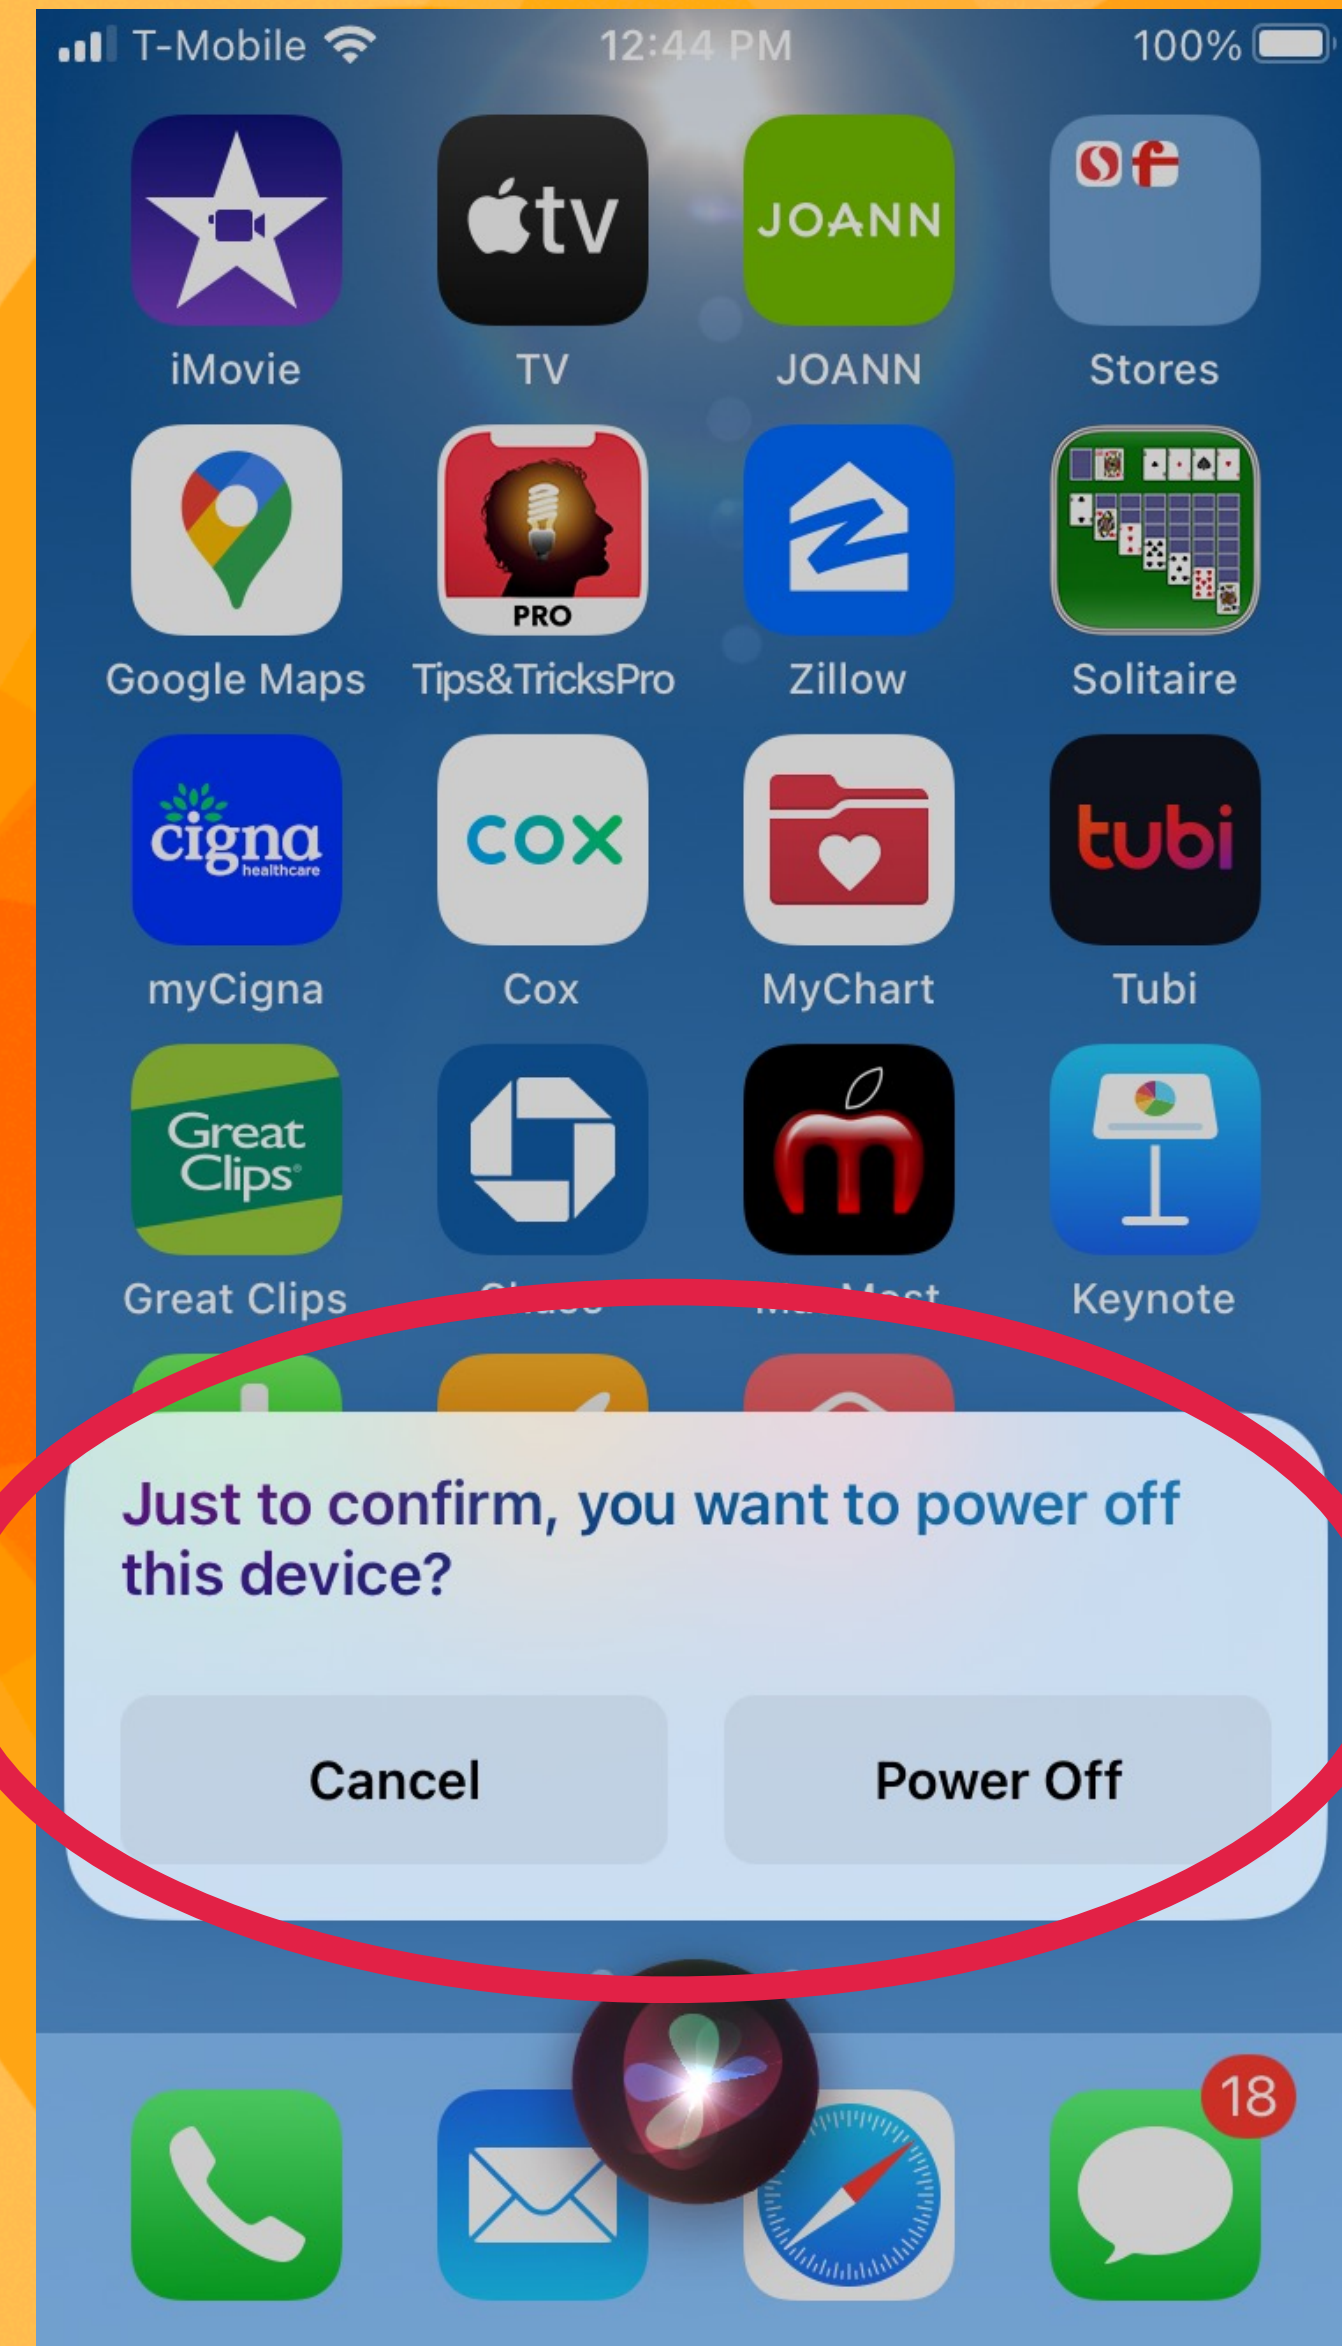 T-Mobile 12:44 PM 100%
tv JOANN
iMovie TV JOANN Stores
PRO
Google Maps Tips&TricksPro Zillow Solitaire
cigna
healthcare
cox tubi
myCigna Cox MyChart Tubi
Great
Clips®
m
Great Clips Keynote
Just to confirm, you want to power off
this device?
Cancel Power Off
18